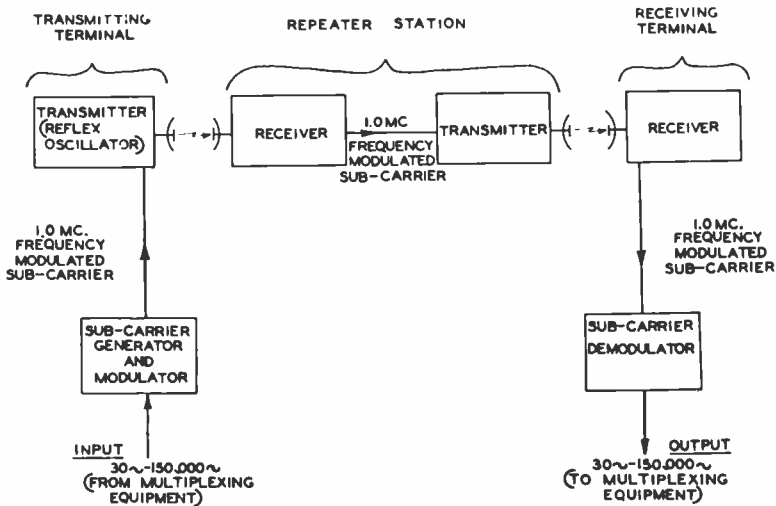 TRANSMITTING
TERMINAL
REPEATER STATION
RECEIVING
TERMINAL
TRANSMITTER
(REFLEX
OSCILLATOR)
RECEIVER
1.0 MC
FREQUENCY
MODULATED
SUB-CARRIER
TRANSMITTER
RECEIVER
1.0 MC.
FREQUENCY
MODULATED
SUB-CARRIER
1.0 MC.
FREQUENCY
MODULATED
SUB-CARRIER
SUB-CARRIER
GENERATOR
AND
MODULATOR
SUB-CARRIER
DEMODULATOR
INPUT
30~-150,000~
(FROM MULTIPLEXING
EQUIPMENT)
OUTPUT
30~-150,000~
(TO MULTIPLEXING
EQUIPMENT)